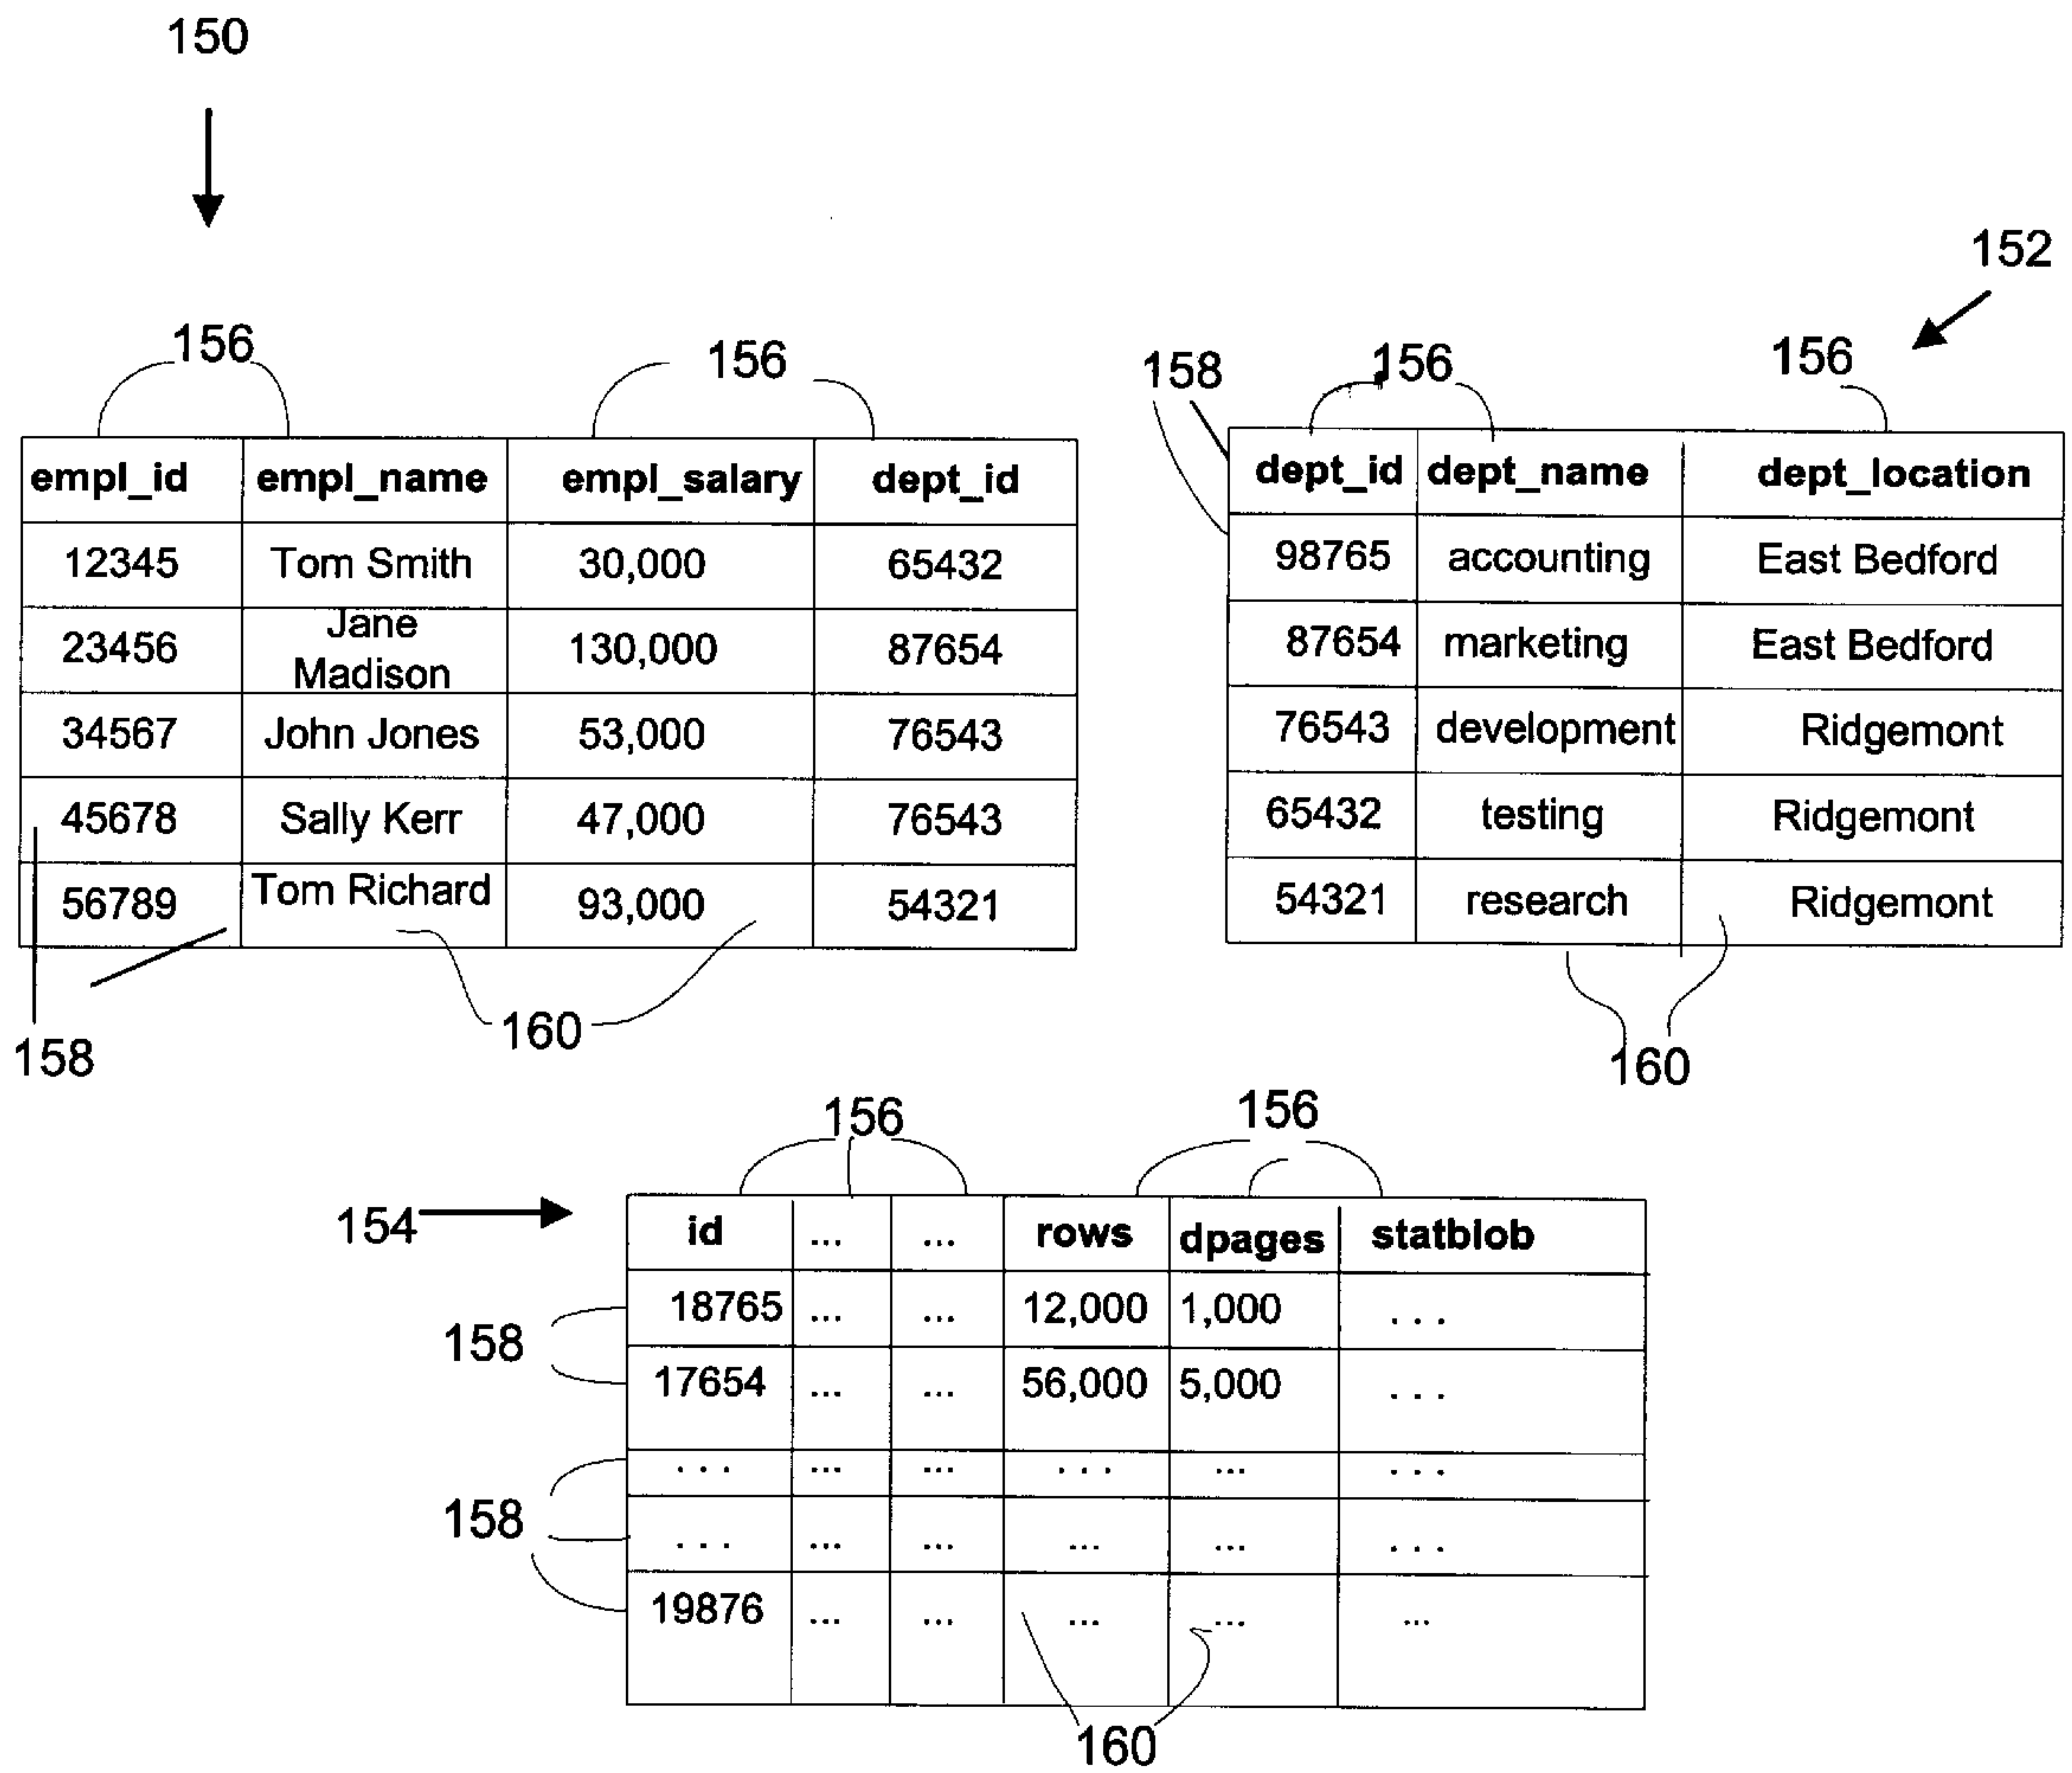 150
152
156 156
158 156 156
empl_id empl_name empl_salary dept_id
12345 Tom Smith 30,000 65432
23456 Jane Madison 130,000 87654
34567 John Jones 53,000 76543
45678 Sally Kerr 47,000 76543
56789 Tom Richard 93,000 54321
158 160
dept_id dept_name dept_location
98765 accounting East Bedford
87654 marketing East Bedford
76543 development Ridgemont
65432 testing Ridgemont
54321 research Ridgemont
160
156 156
154
id ... ... rows dpages statblob
18765 ... ... 12,000 1,000 ...
158
17654 ... ... 56,000 5,000 ...
... ... ... ... ... ...
158
... ... ... ... ... ...
19876 ... ... ... ... ...
160